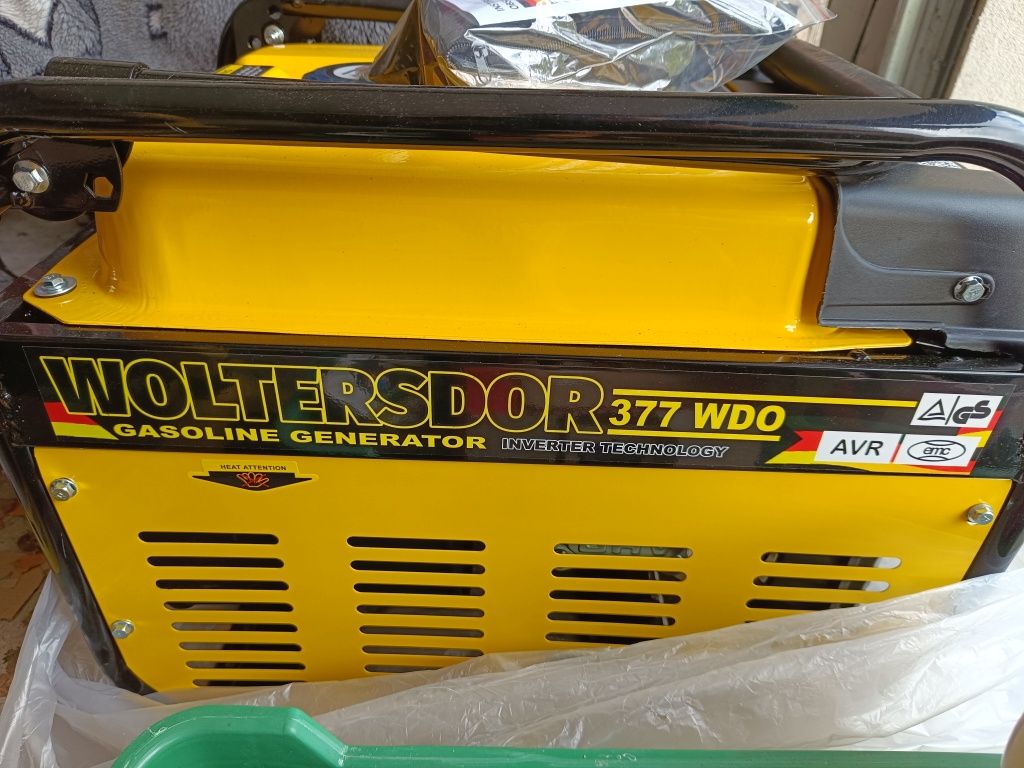 WOLTERSDOR 377 WDO
GASOLINE GENERATOR INVERTER TECHNOLOGY
GS
AVR emc
HEAT ATTENTION